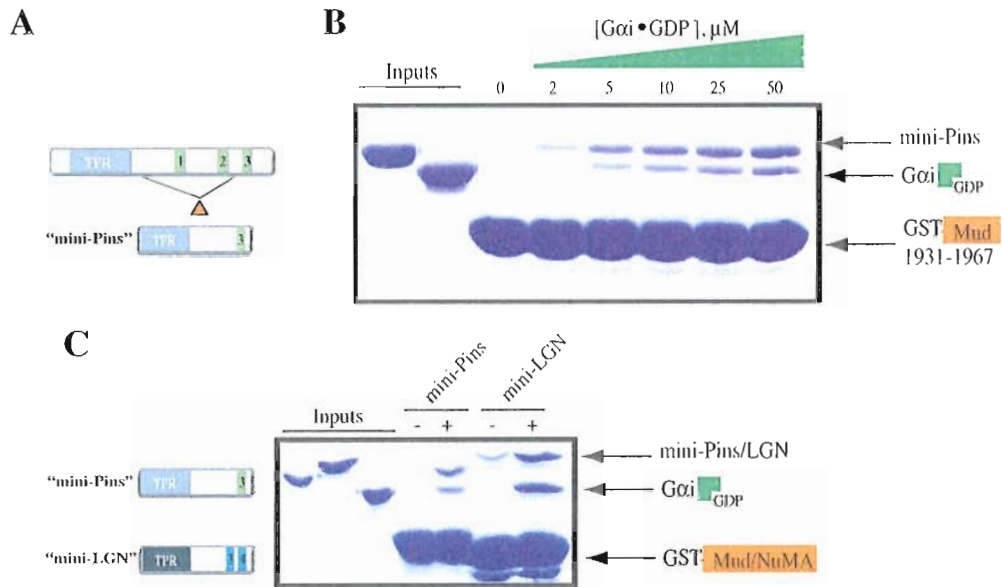 A
TPR 1 2 3
"mini-Pins" TPR 3
B
[Gαi•GDP], μM
Inputs
0 2 5 10 25 50
mini-Pins
Gαi GDP
GST- Mud
1931-1967
C
mini-Pins mini-LGN
Inputs - + - +
mini-Pins/LGN
"mini-Pins" TPR 3
Gαi GDP
"mini-LGN" TPR 3 4
GST- Mud/NuMA